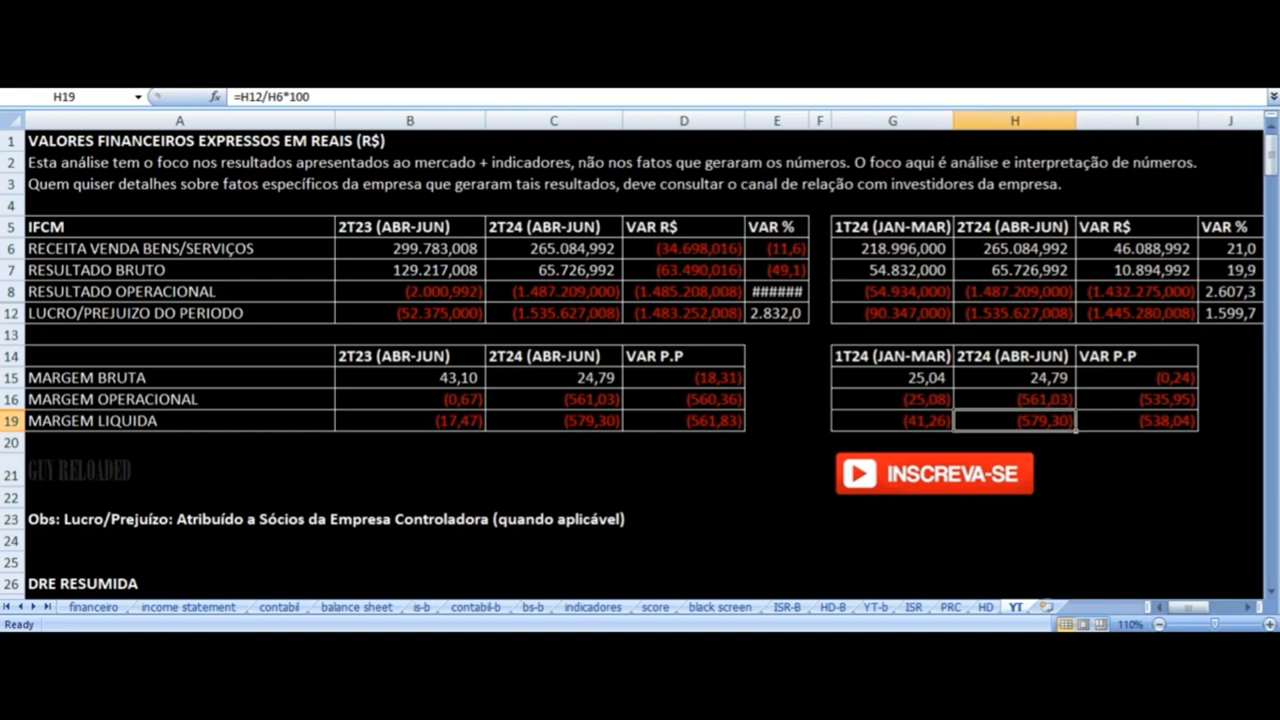 H19 fx =H12/H6*100
A B C D E F G H I J
1 VALORES FINANCEIROS EXPRESSOS EM REAIS (R$)
2 Esta análise tem o foco nos resultados apresentados ao mercado + indicadores, não nos fatos que geraram os números. O foco aqui é análise e interpretação de números.
3 Quem quiser detalhes sobre fatos específicos da empresa que geraram tais resultados, deve consultar o canal de relação com investidores da empresa.
4
5 IFCM 2T23 (ABR-JUN) 2T24 (ABR-JUN) VAR R$ VAR % 1T24 (JAN-MAR) 2T24 (ABR-JUN) VAR R$ VAR %
6 RECEITA VENDA BENS/SERVIÇOS 299.783,008 265.084,992 (34.698,016) (11,6) 218.996,000 265.084,992 46.088,992 21,0
7 RESULTADO BRUTO 129.217,008 65.726,992 (63.490,016) (49,1) 54.832,000 65.726,992 10.894,992 19,9
8 RESULTADO OPERACIONAL (2.000,992) (1.487.209,000) (1.485.208,008) ###### (54.934,000) (1.487.209,000) (1.432.275,000) 2.607,3
12 LUCRO/PREJUIZO DO PERIODO (52.375,000) (1.535.627,008) (1.483.252,008) 2.832,0 (90.347,000) (1.535.627,008) (1.445.280,008) 1.599,7
13
14 2T23 (ABR-JUN) 2T24 (ABR-JUN) VAR P.P 1T24 (JAN-MAR) 2T24 (ABR-JUN) VAR P.P
15 MARGEM BRUTA 43,10 24,79 (18,31) 25,04 24,79 (0,24)
16 MARGEM OPERACIONAL (0,67) (561,03) (560,36) (25,08) (561,03) (535,95)
19 MARGEM LIQUIDA (17,47) (579,30) (561,83) (41,26) (579,30) (538,04)
20
21 GUY RELOADED INSCREVA-SE
22
23 Obs: Lucro/Prejuízo: Atribuído a Sócios da Empresa Controladora (quando aplicável)
24
25
26 DRE RESUMIDA
financeiro income statement contabil balance sheet is-b contabil-b bs-b indicadores score black screen ISR-B HD-B YT-b ISR PRC HD YT
Ready 110%